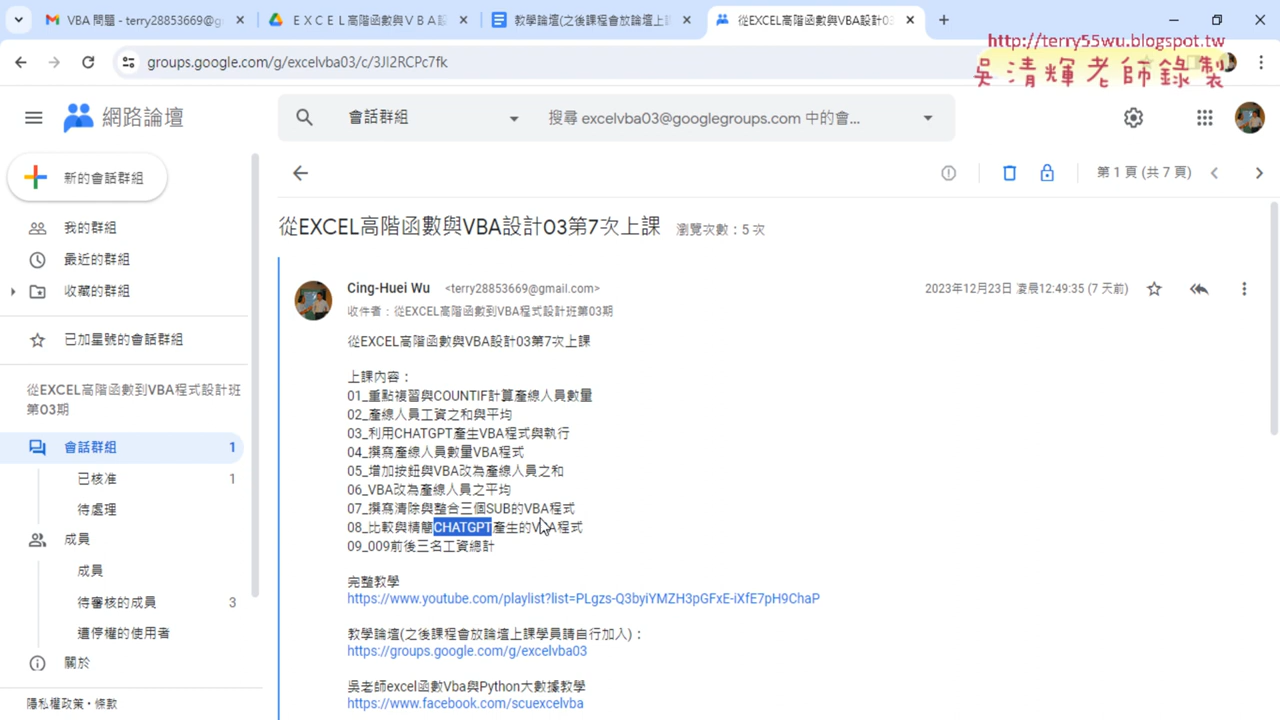 VBA 問題 - terry28853669@g
ＥＸＣＥＬ高階函數與ＶＢＡ設
教學論壇(之後課程會放論壇上課
從EXCEL高階函數與VBA設計03
groups.google.com/g/excelvba03/c/3JI2RCPc7fk
http://terry55wu.blogspot.tw
吳清輝老師錄製
網路論壇
會話群組
搜尋 excelvba03@googlegroups.com 中的會...
新的會話群組
第 1 頁 (共 7 頁)
我的群組
最近的群組
收藏的群組
已加星號的會話群組
從EXCEL高階函數到VBA程式設計班
第03期
會話群組 1
已核准 1
待處理
成員
成員
待審核的成員 3
遭停權的使用者
關於
隱私權政策・條款
從EXCEL高階函數與VBA設計03第7次上課 瀏覽次數：5 次
Cing-Huei Wu <terry28853669@gmail.com>
2023年12月23日 凌晨12:49:35 (7 天前)
收件者：從EXCEL高階函數到VBA程式設計班第03期
從EXCEL高階函數與VBA設計03第7次上課
上課內容：
01_重點複習與COUNTIF計算產線人員數量
02_產線人員工資之和與平均
03_利用CHATGPT產生VBA程式與執行
04_撰寫產線人員數量VBA程式
05_增加按鈕與VBA改為產線人員之和
06_VBA改為產線人員之平均
07_撰寫清除與整合三個SUB的VBA程式
08_比較與精簡CHATGPT產生的VBA程式
09_009前後三名工資總計
完整教學
https://www.youtube.com/playlist?list=PLgzs-Q3byiYMZH3pGFxE-iXfE7pH9ChaP
教學論壇(之後課程會放論壇上課學員請自行加入)：
https://groups.google.com/g/excelvba03
吳老師excel函數Vba與Python大數據教學
https://www.facebook.com/scuexcelvba